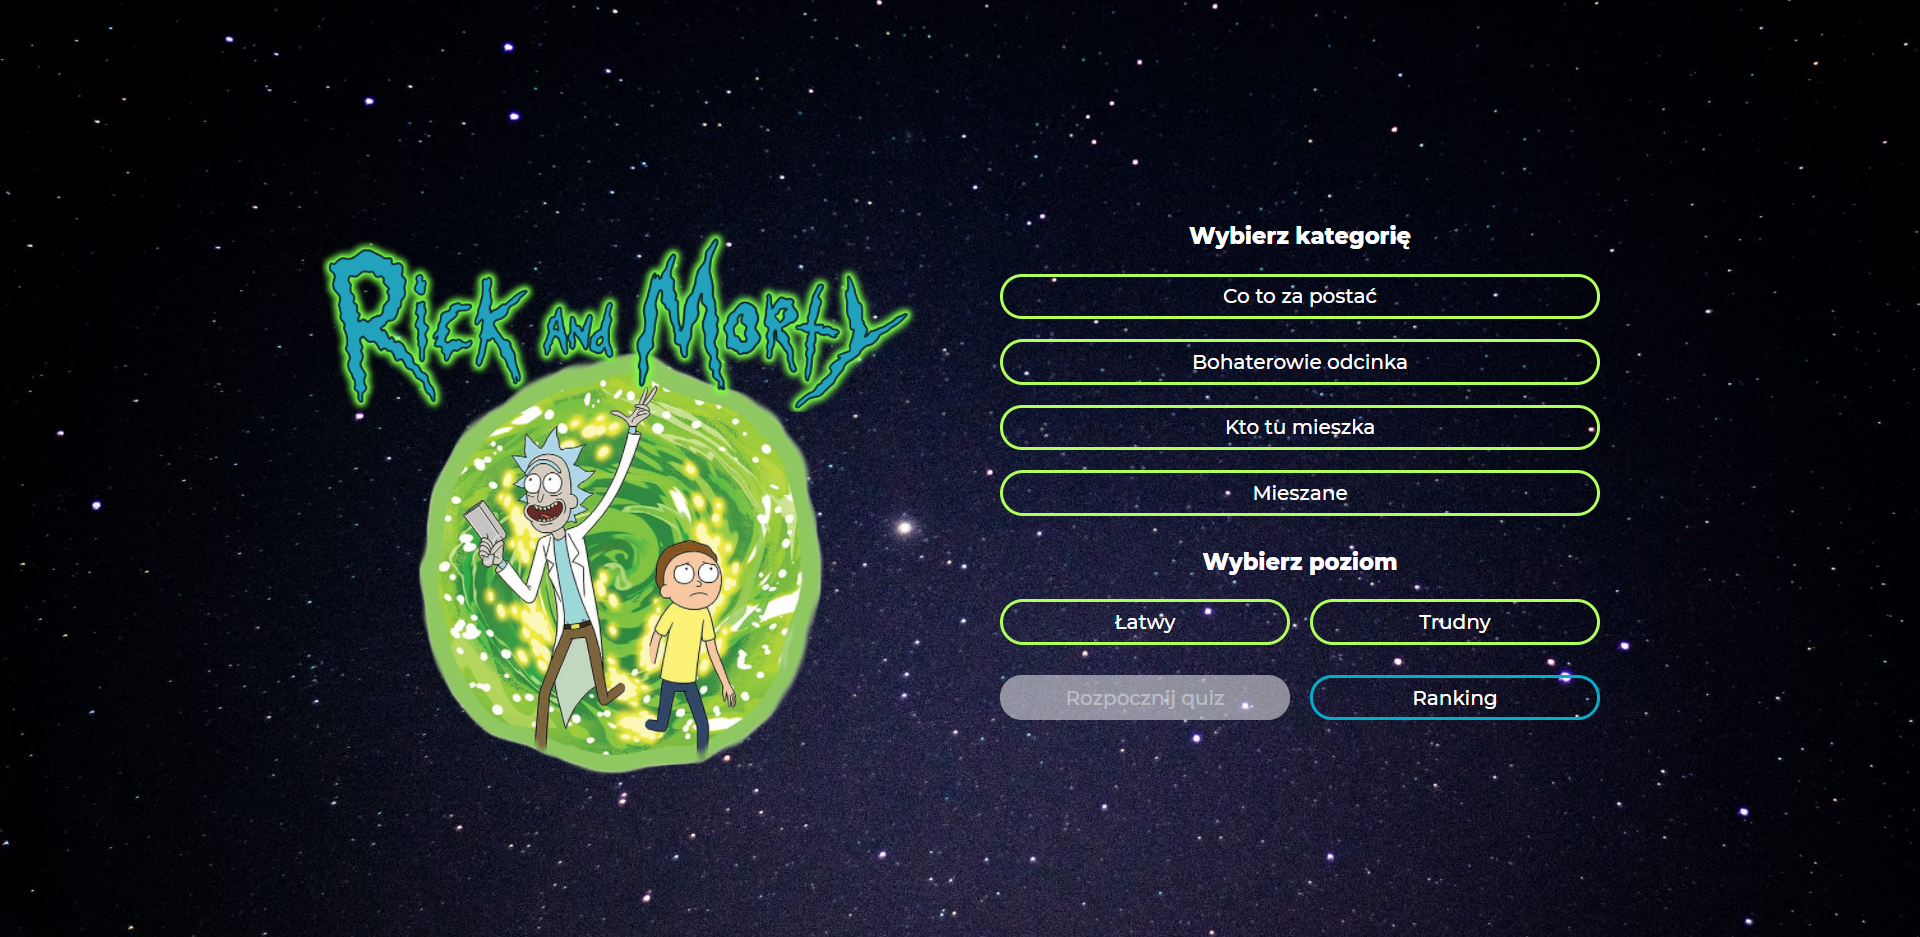 Rick and Morty
Wybierz kategorię
Co to za postać
Bohaterowie odcinka
Kto tu mieszka
Mieszane
Wybierz poziom
Łatwy
Trudny
Rozpocznij quiz
Ranking